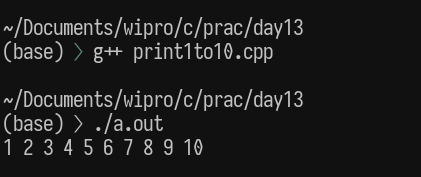 ~/Documents/wipro/c/prac/day13
(base) > g++ print1to10.cpp
~/Documents/wipro/c/prac/day13
(base) > ./a.out
1 2 3 4 5 6 7 8 9 10